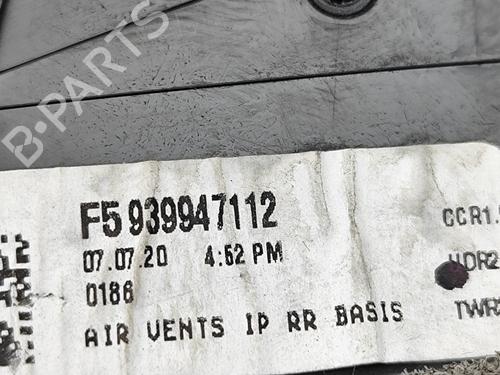 B-PARTS
F5 939947112
07.07.20 4:52 PM
0186
AIR VENTS IP RR BASIS
CCR1.
HDR2
TWR